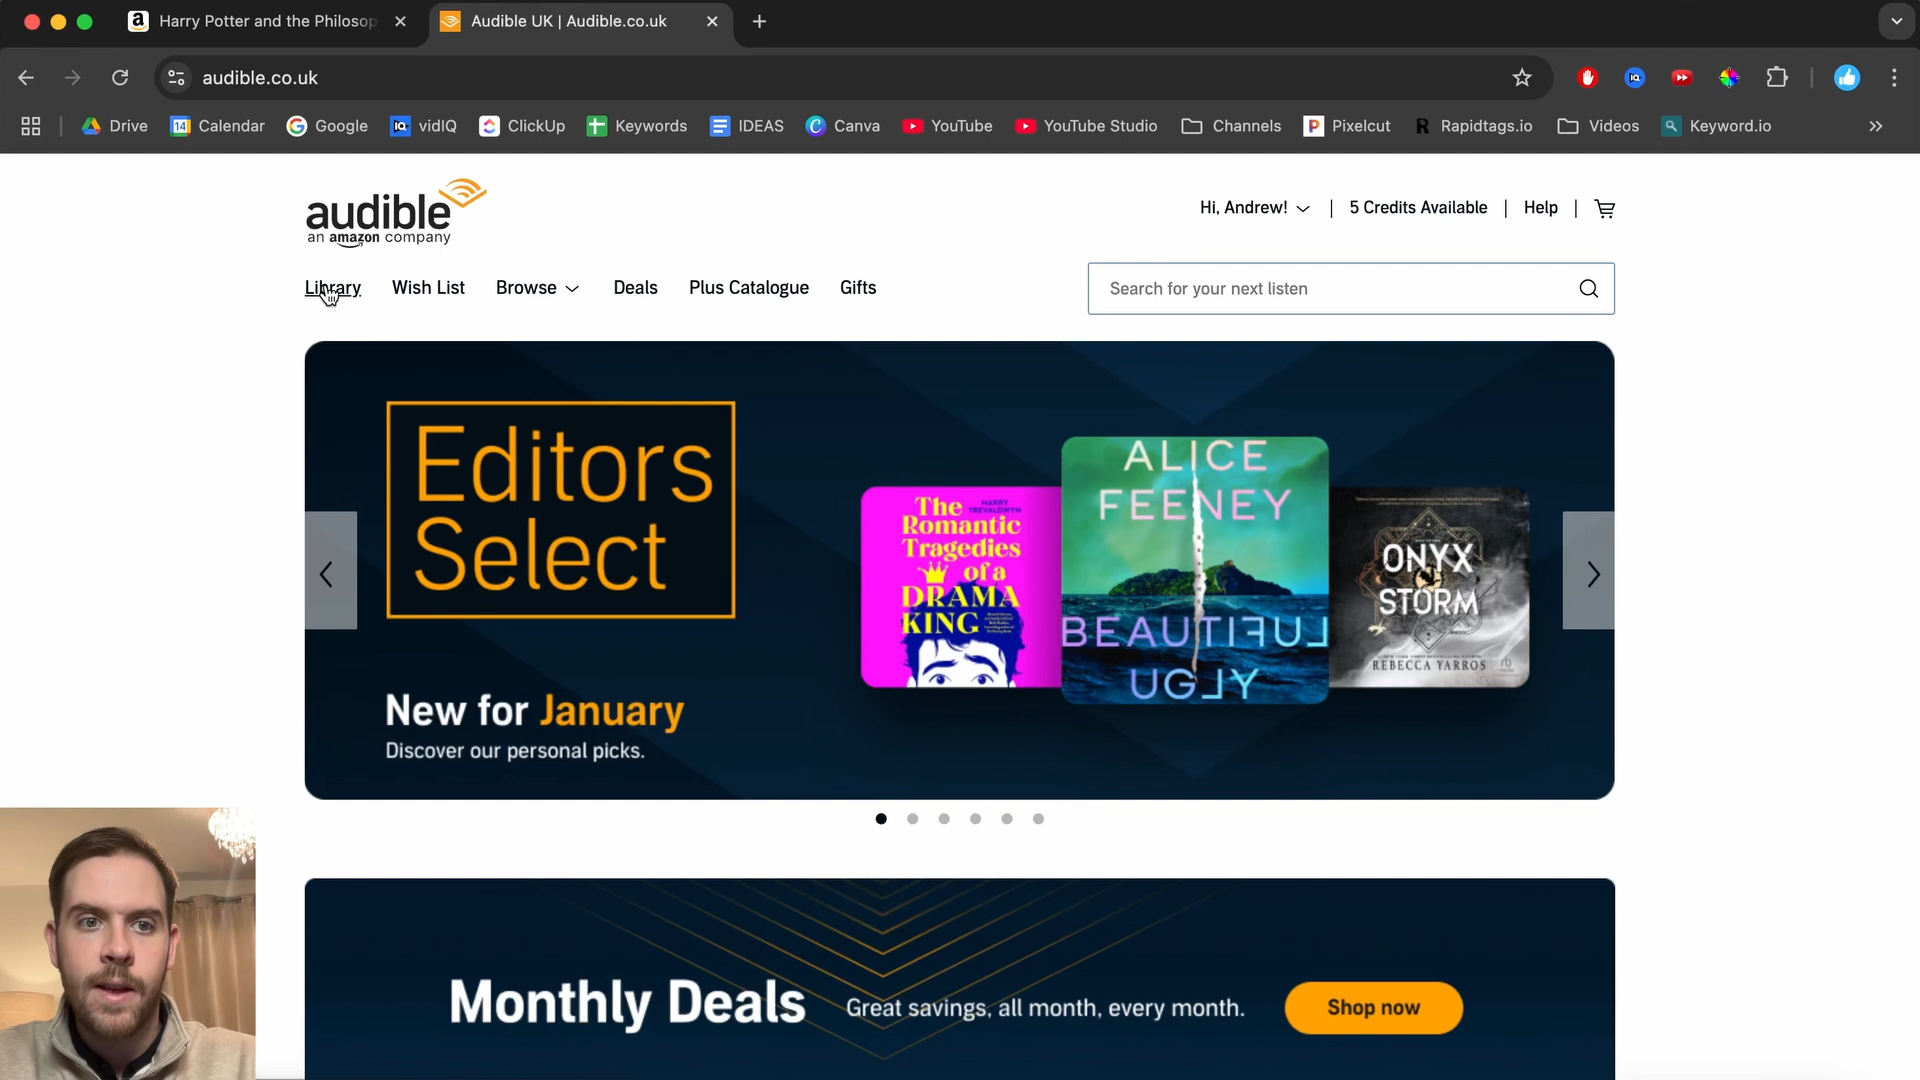 Harry Potter and the Philosop
Audible UK | Audible.co.uk
audible.co.uk
Drive
14 Calendar
Google
IQ vidIQ
ClickUp
Keywords
IDEAS
Canva
YouTube
YouTube Studio
Channels
Pixelcut
Rapidtags.io
Videos
Keyword.io
audible
an amazon company
Hi, Andrew!
5 Credits Available
Help
Library
Wish List
Browse
Deals
Plus Catalogue
Gifts
Search for your next listen
Editors
Select
New for January
Discover our personal picks.
The
HARRY
TREVALDWYN
Romantic
Tragedies
of a
DRAMA
KING
ALICE
FEENEY
BEAUTIFUL
UGLY
ONYX
STORM
REBECCA YARROS
Monthly Deals
Great savings, all month, every month.
Shop now